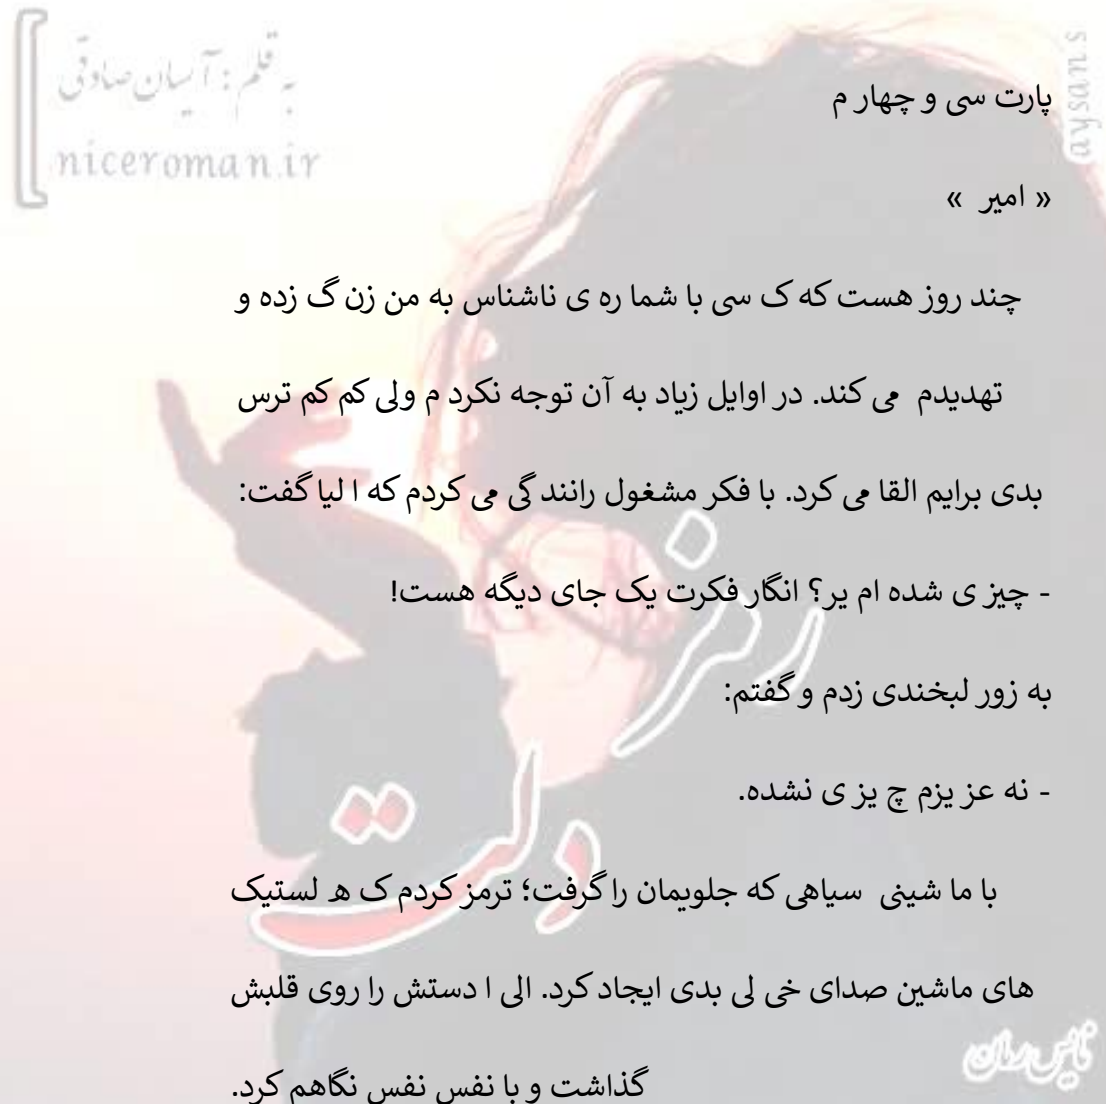 به قلم : آیسان صادقی
niceroman.ir
aysan.s
پارت سی و چهار م
« امیر »
چند روز هست که ک سی با شما ره ی ناشناس به من زن گ زده و
تهدیدم می کند. در اوایل زیاد به آن توجه نکرد م ولی کم کم ترس
بدی برایم القا می کرد. با فکر مشغول رانند گی می کردم که ا لیا گفت:
- چیز ی شده ام یر؟ انگار فکرت یک جای دیگه هست!
به زور لبخندی زدم و گفتم:
- نه عز یزم چ یز ی نشده.
با ما شینی سیاهی که جلویمان را گرفت؛ ترمز کردم ک ه لستیک
های ماشین صدای خی لی بدی ایجاد کرد. الی ا دستش را روی قلبش
گذاشت و با نفس نفس نگاهم کرد.
رمز
دلت
نایس رمان